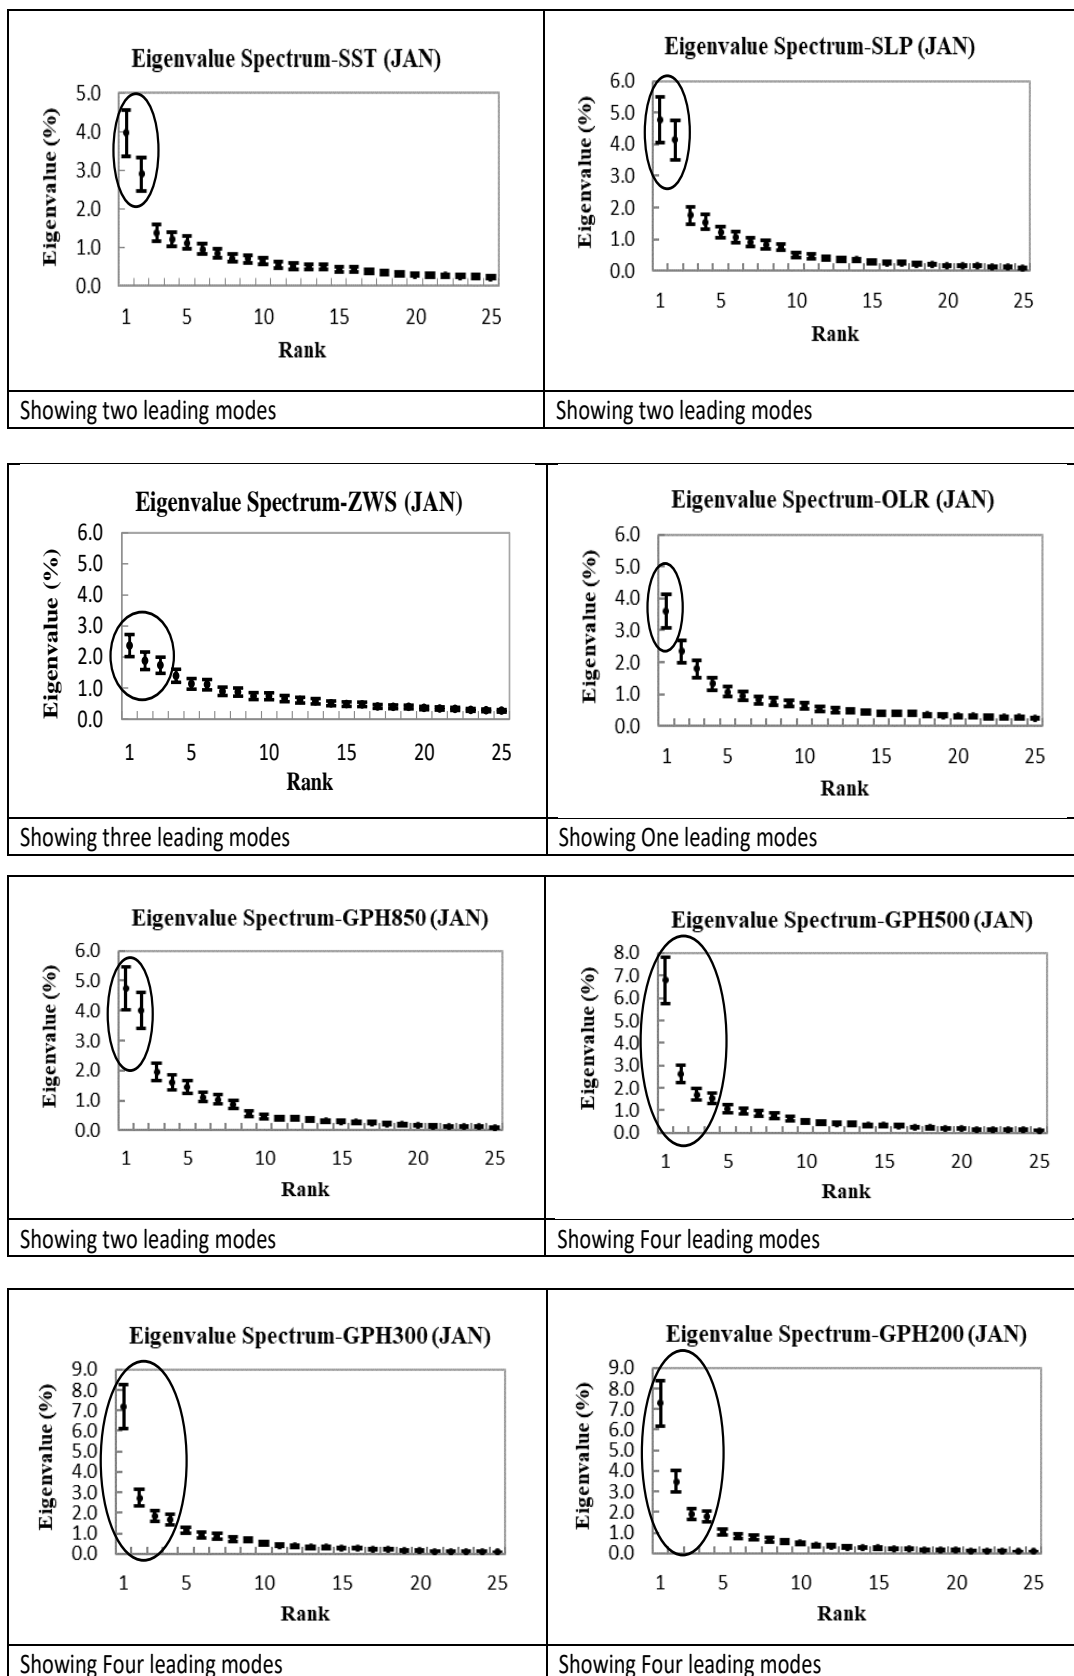 Eigenvalue Spectrum-SST (JAN)
Eigenvalue (%)
5.0
4.0
3.0
2.0
1.0
0.0
1 5 10 15 20 25
Rank
Showing two leading modes
Eigenvalue Spectrum-SLP (JAN)
Eigenvalue (%)
6.0
5.0
4.0
3.0
2.0
1.0
0.0
1 5 10 15 20 25
Rank
Showing two leading modes
Eigenvalue Spectrum-ZWS (JAN)
Eigenvalue (%)
6.0
5.0
4.0
3.0
2.0
1.0
0.0
1 5 10 15 20 25
Rank
Showing three leading modes
Eigenvalue Spectrum-OLR (JAN)
Eigenvalue (%)
6.0
5.0
4.0
3.0
2.0
1.0
0.0
1 5 10 15 20 25
Rank
Showing One leading modes
Eigenvalue Spectrum-GPH850 (JAN)
Eigenvalue (%)
6.0
5.0
4.0
3.0
2.0
1.0
0.0
1 5 10 15 20 25
Rank
Showing two leading modes
Eigenvalue Spectrum-GPH500 (JAN)
Eigenvalue (%)
8.0
7.0
6.0
5.0
4.0
3.0
2.0
1.0
0.0
1 5 10 15 20 25
Rank
Showing Four leading modes
Eigenvalue Spectrum-GPH300 (JAN)
Eigenvalue (%)
9.0
8.0
7.0
6.0
5.0
4.0
3.0
2.0
1.0
0.0
1 5 10 15 20 25
Rank
Showing Four leading modes
Eigenvalue Spectrum-GPH200 (JAN)
Eigenvalue (%)
9.0
8.0
7.0
6.0
5.0
4.0
3.0
2.0
1.0
0.0
1 5 10 15 20 25
Rank
Showing Four leading modes